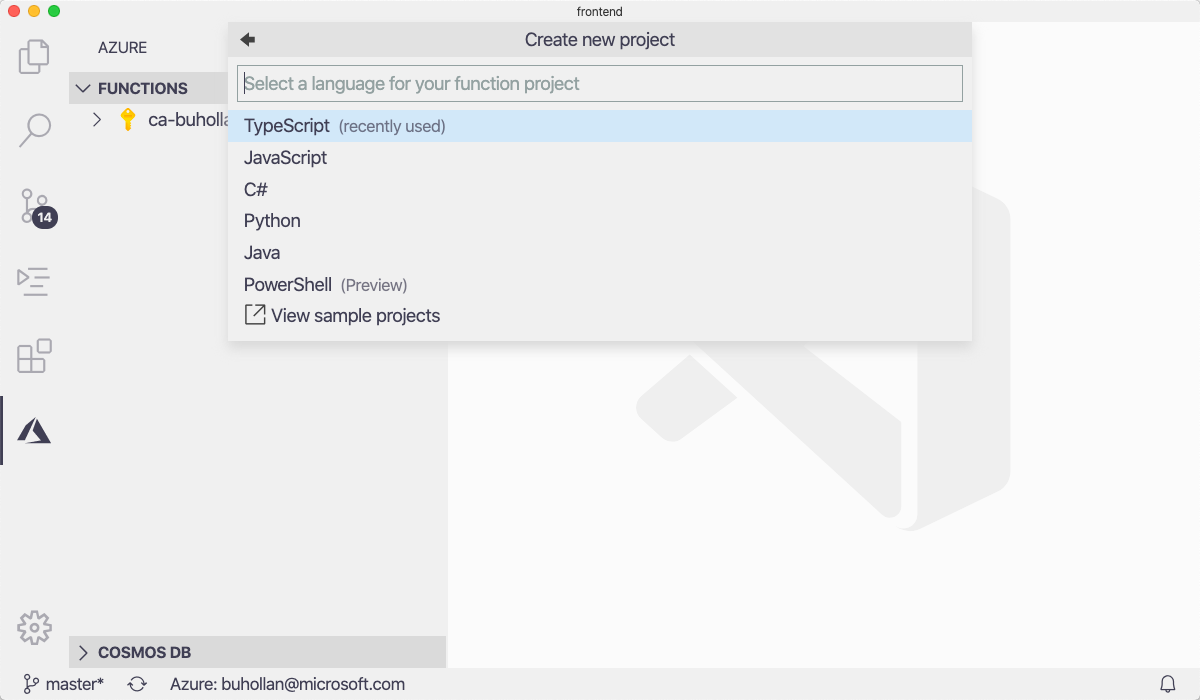 frontend
AZURE
Create new project
Select a language for your function project
FUNCTIONS
TypeScript (recently used)
JavaScript
C#
Python
Java
PowerShell (Preview)
View sample projects
ca-buholla
14
COSMOS DB
master*
Azure: buhollan@microsoft.com